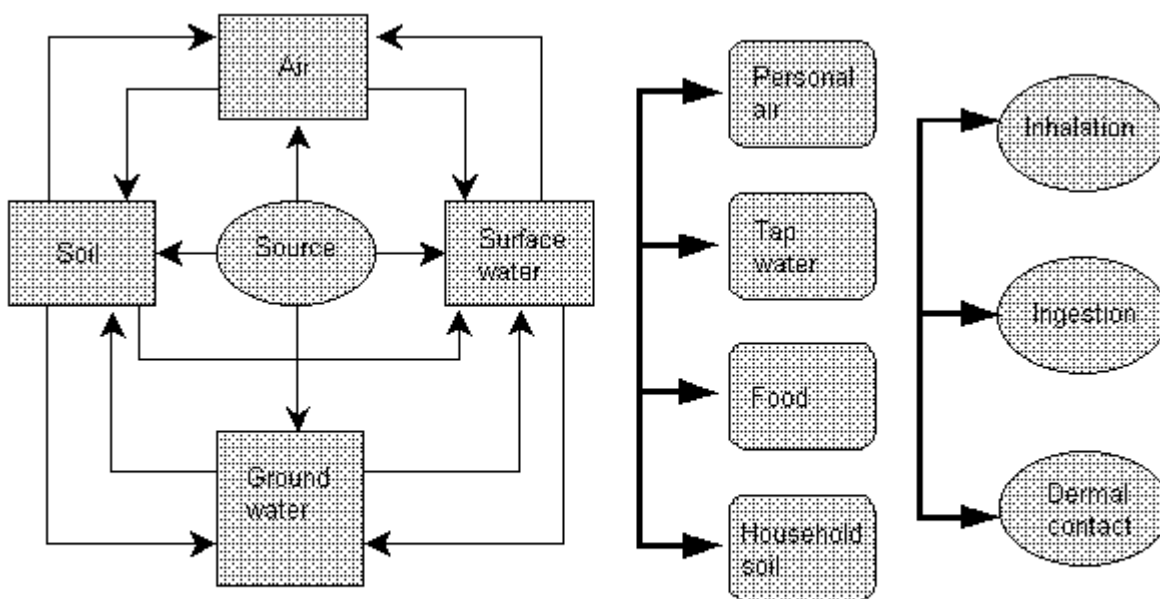 Air
Soil
Source
Surface
water
Ground
water
Personal
air
Tap
water
Food
Household
soil
Inhalation
Ingestion
Dermal
contact